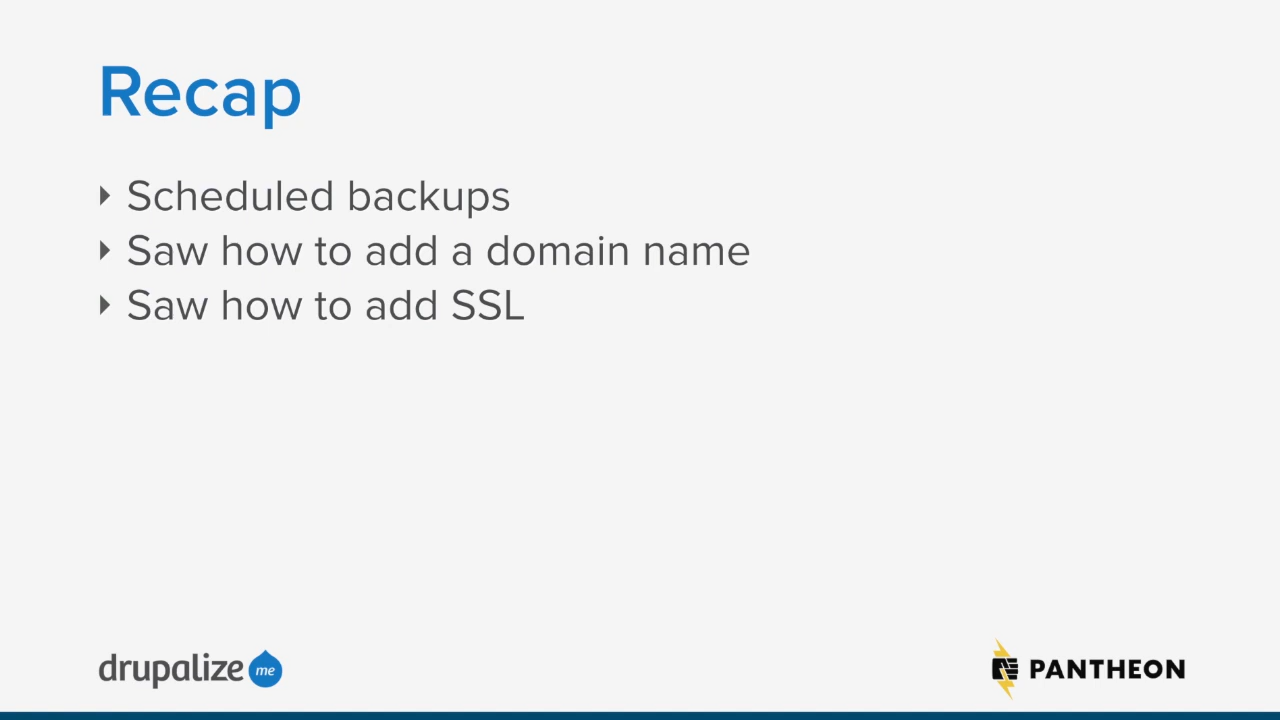 Recap
Scheduled backups
Saw how to add a domain name
Saw how to add SSL
drupalize me
PANTHEON